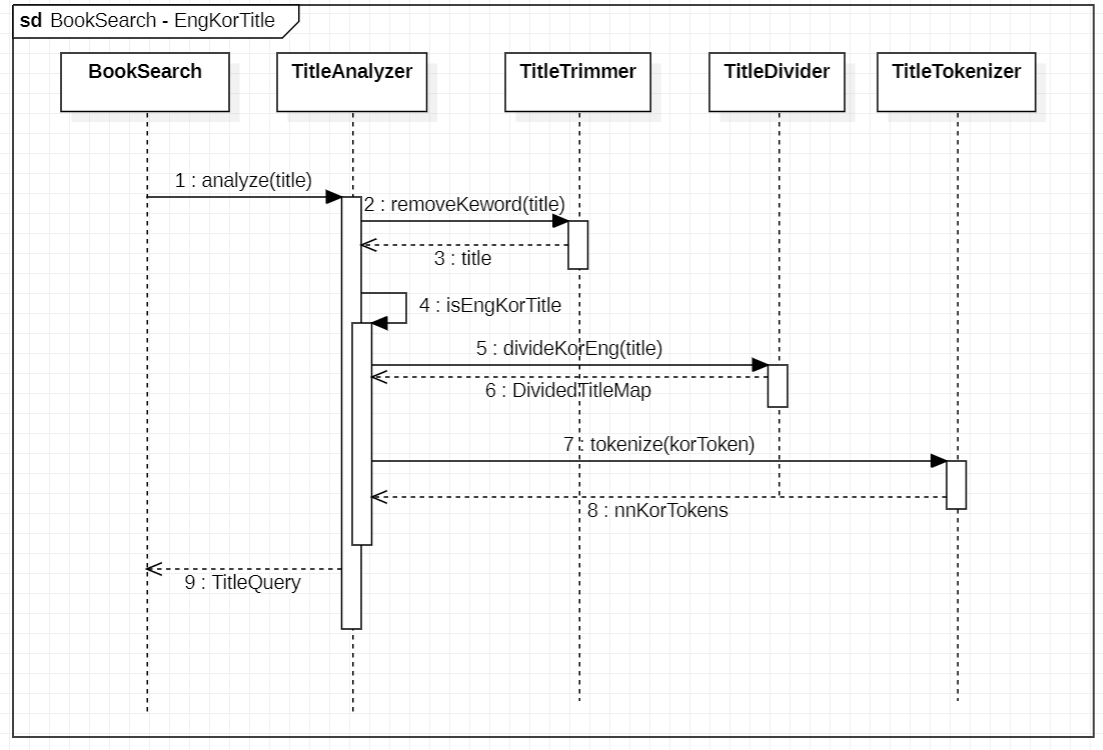 sd BookSearch - EngKorTitle
BookSearch
TitleAnalyzer
TitleTrimmer
TitleDivider
TitleTokenizer
1 : analyze(title)
2 : removeKeword(title)
3 : title
4 : isEngKorTitle
5 : divideKorEng(title)
6 : DividedTitleMap
7 : tokenize(korToken)
8 : nnKorTokens
9 : TitleQuery